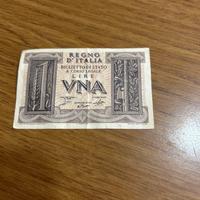 REGNO
D'ITALIA
BIGLIETTO DI STATO
A CORSO LEGALE
LIRE
VNA